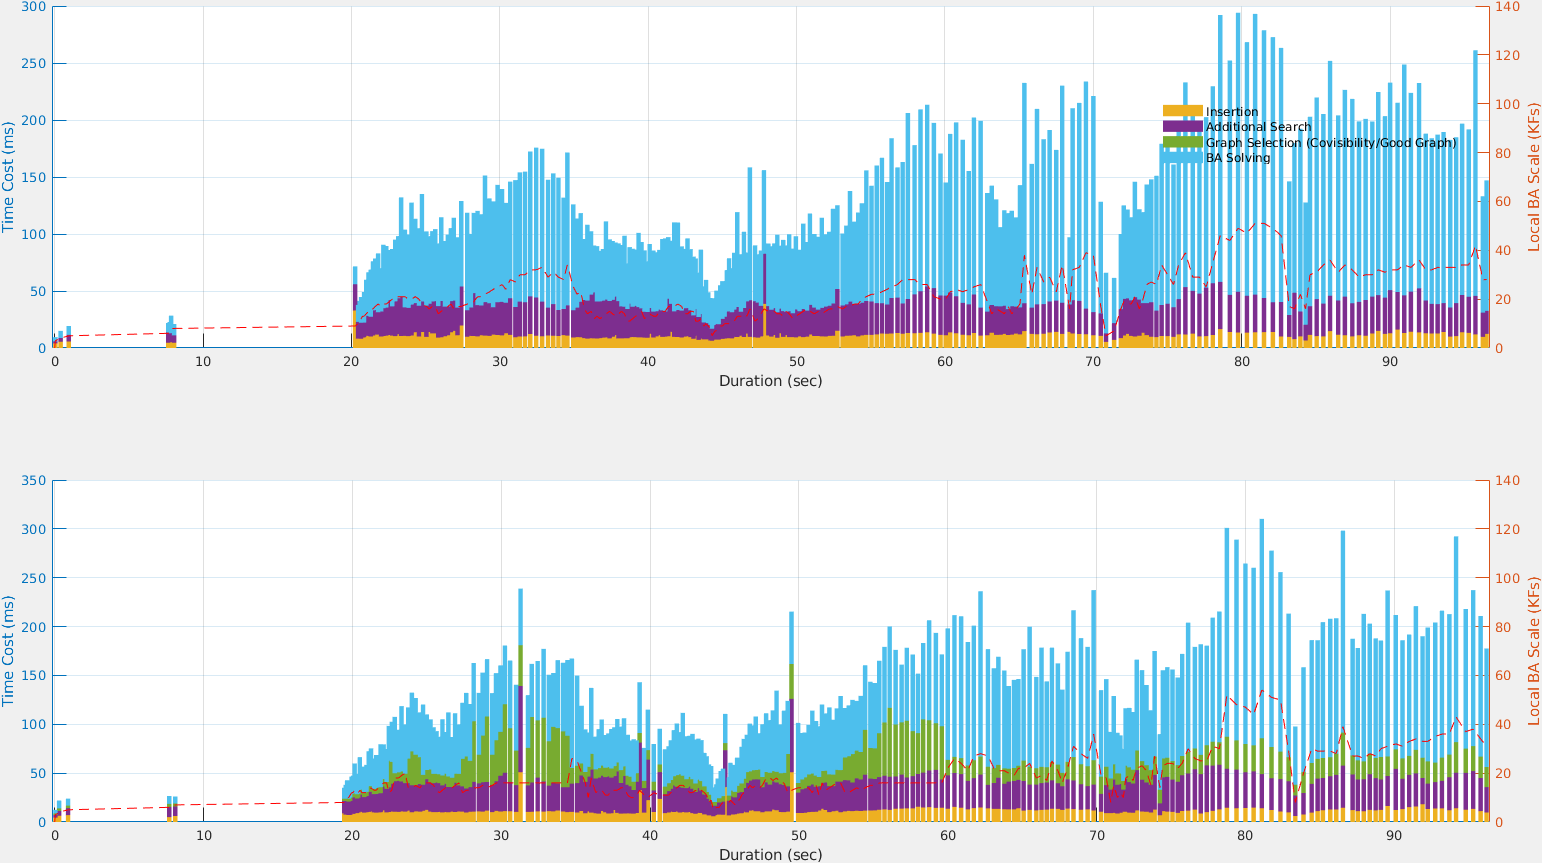 300
250
200
150
100
50
0
Time Cost (ms)
140
120
100
80
60
40
20
0
Local BA Scale (KFs)
Insertion
Additional Search
Graph Selection (Covisibility/Good Graph)
BA Solving
0 10 20 30 40 50 60 70 80 90
Duration (sec)
350
300
250
200
150
100
50
0
Time Cost (ms)
140
120
100
80
60
40
20
0
Local BA Scale (KFs)
0 10 20 30 40 50 60 70 80 90
Duration (sec)